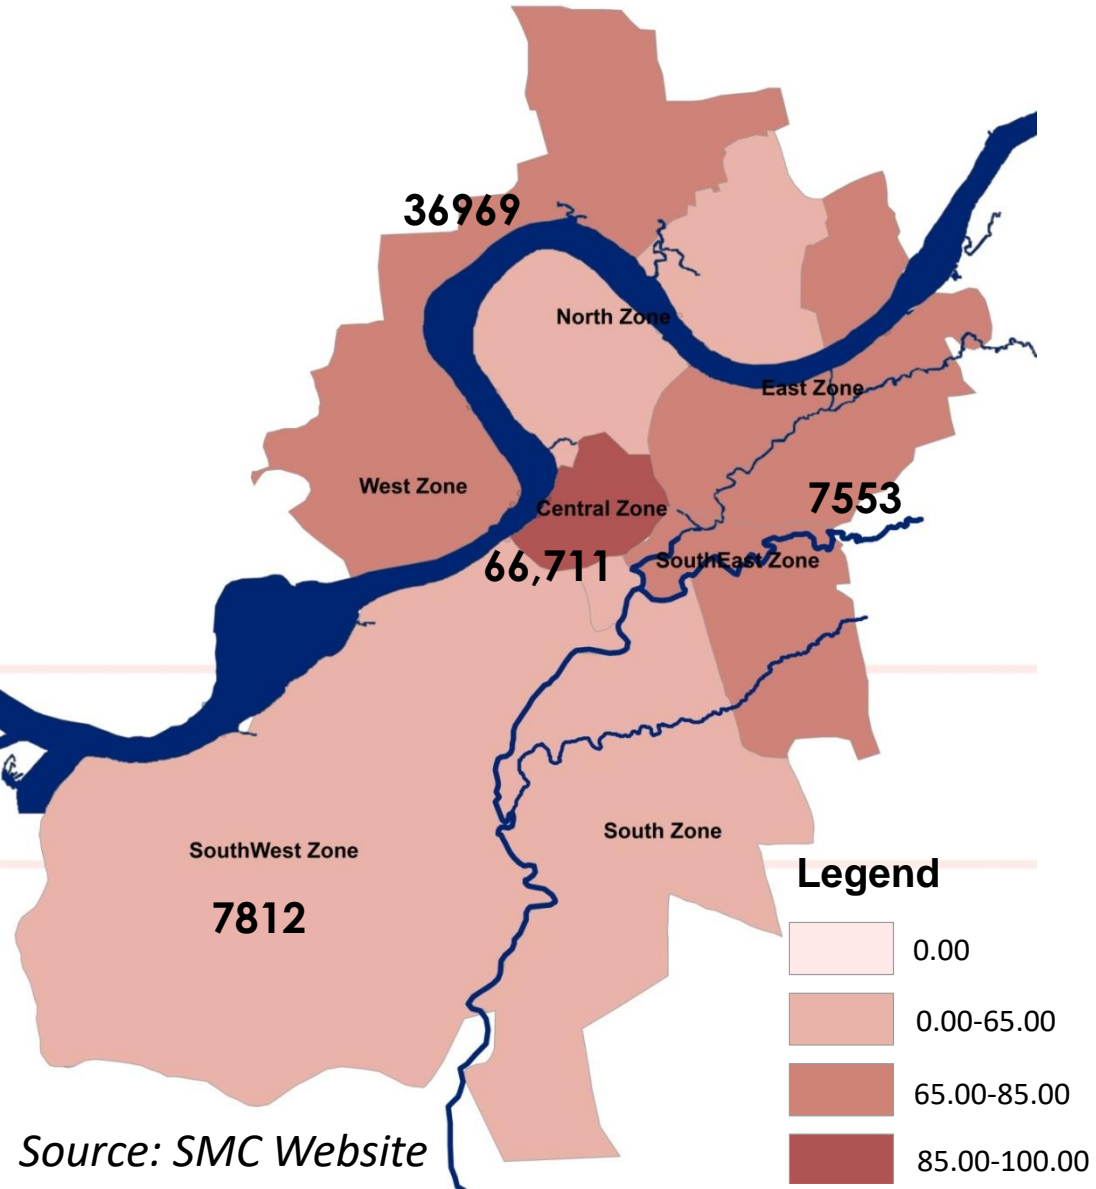 36969
North Zone
East Zone
West Zone
7553
Central Zone
66,711
SouthEast Zone
South Zone
SouthWest Zone
7812
Legend
0.00
0.00-65.00
65.00-85.00
85.00-100.00
Source: SMC Website